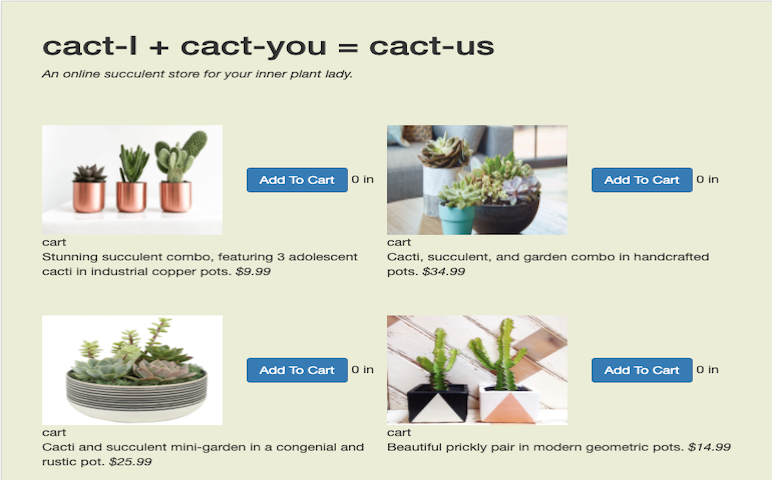 cact-I + cact-you = cact-us
An online succulent store for your inner plant lady.
Add To Cart 0 in
cart
Stunning succulent combo, featuring 3 adolescent
cacti in industrial copper pots. $9.99
Add To Cart 0 in
cart
Cacti, succulent, and garden combo in handcrafted
pots. $34.99
Add To Cart 0 in
cart
Cacti and succulent mini-garden in a congenial and
rustic pot. $25.99
Add To Cart 0 in
cart
Beautiful prickly pair in modern geometric pots. $14.99